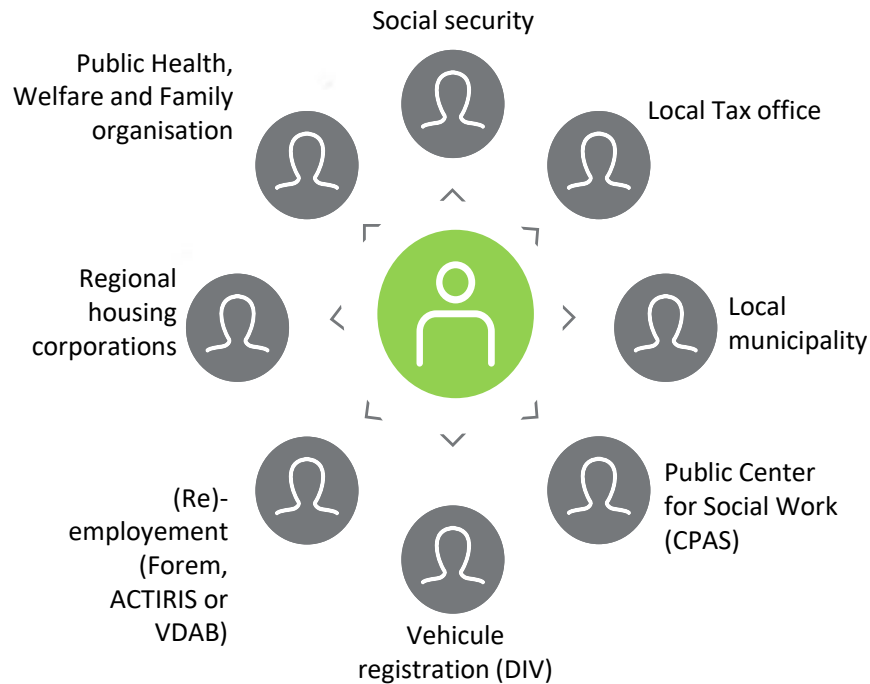 Social security
Public Health,
Welfare and Family
organisation
Local Tax office
Regional
housing
corporations
Local
municipality
(Re)-
employement
(Forem,
ACTIRIS or
VDAB)
Public Center
for Social Work
(CPAS)
Vehicule
registration (DIV)